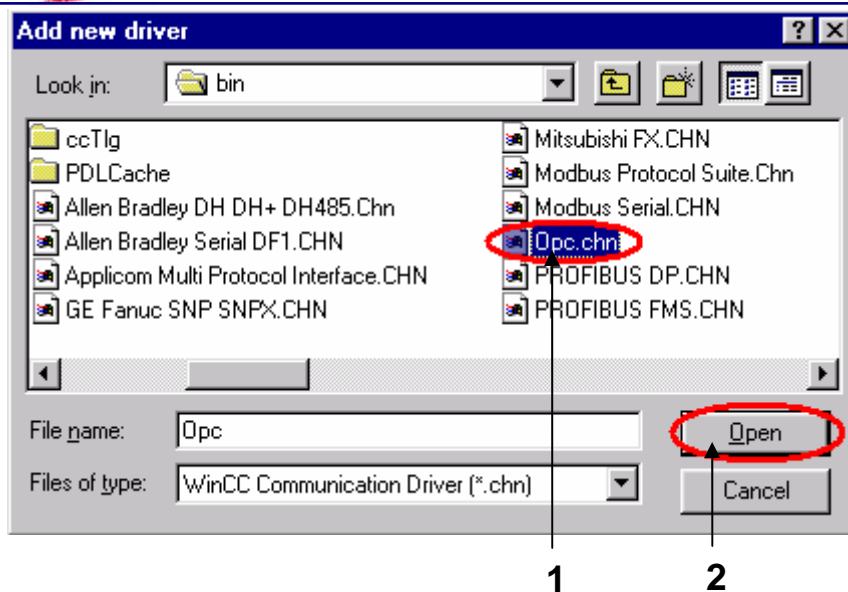 Add new driver
Look in: bin
ccTlg
PDLCache
Allen Bradley DH DH+ DH485.Chn
Allen Bradley Serial DF1.CHN
Applicom Multi Protocol Interface.CHN
GE Fanuc SNP SNPX.CHN
Mitsubishi FX.CHN
Modbus Protocol Suite.Chn
Modbus Serial.CHN
Opc.chn
PROFIBUS DP.CHN
PROFIBUS FMS.CHN
File name: Opc Open
Files of type: WinCC Communication Driver (*.chn) Cancel
1 2